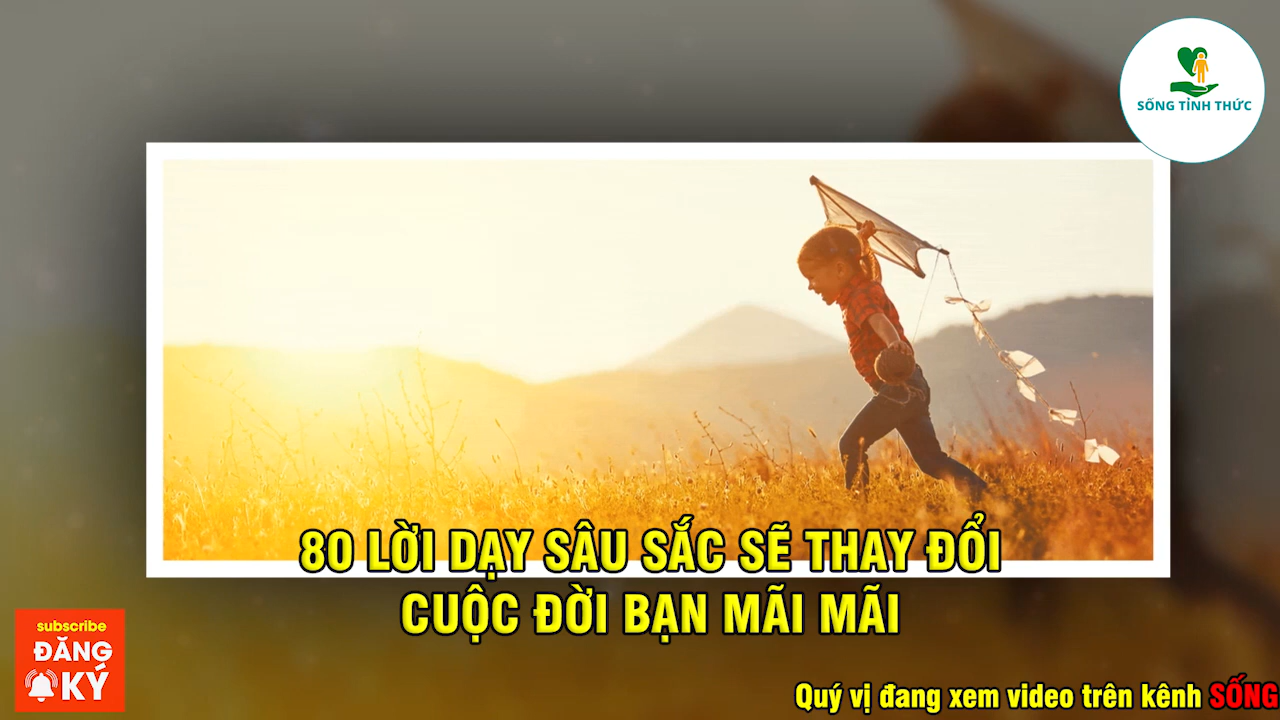 SỐNG TỈNH THỨC
80 LỜI DẠY SÂU SẮC SẼ THAY ĐỔI
CUỘC ĐỜI BẠN MÃI MÃI
subscribe
ĐĂNG
KÝ
Quý vị đang xem video trên kênh SỐNG